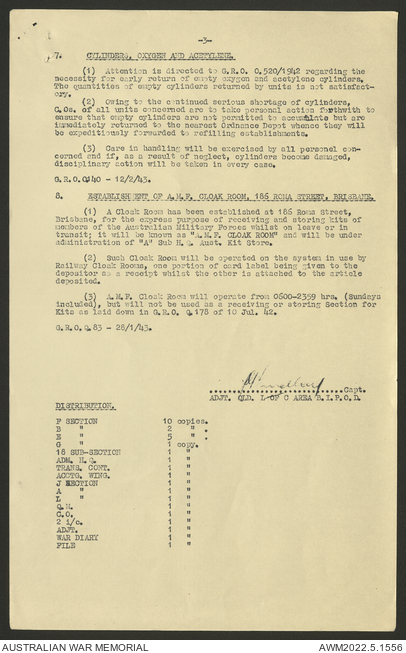 -3-
7. CYLINDERS, OXYGEN AND ACETYLENE.
(1) Attention is directed to G.R.O. O.520/1942 regarding the
necessity for early return of empty oxygen and acetylene cylinders.
The quantities of empty cylinders returned by units is not satisfact-
ory.
(2) Owing to the continued serious shortage of cylinders,
C.Os. of all units concerned are to take personal action forthwith to
ensure that empty cylinders are not permitted to accumulate but are
immediately returned to the nearest Ordnance Depot whence they will
be expeditiously forwarded to refilling establishments.
(3) Care in handling will be exercised by all personnel con-
cerned and if, as a result of neglect, cylinders become damaged,
disciplinary action will be taken in every case.
G.R.O. 140 - 12/2/43.
8. ESTABLISHMENT OF A.M.F. CLOAK ROOM, 186 ROMA STREET, BRISBANE.
(1) A Cloak Room has been established at 186 Roma Street,
Brisbane, for the express purpose of receiving and storing kits of
members of the Australian Military Forces whilst on leave or in
transit; it will be known as "A.M.F. CLOAK ROOM" and will be under
administration of "A" Sub H.Q. Aust. Kit Store.
(2) Such Cloak Room will be operated on the system in use by
Railway Cloak Rooms, one portion of card label being given to the
depositor as a receipt whilst the other is attached to the article
deposited.
(3) A.M.F. Cloak Room will operate from 0600-2359 hrs. (Sundays
included), but will not be used as a receiving or storing Section for
Kits as laid down in G.R.O. Q.178 of 10 Jul. 42.
G.R.O. Q.83 - 28/1/43.
Capt.
ADJT. QLD. L OF C AREA B.I.P.O.D.
DISTRIBUTION.
F SECTION 10 copies.
B " 2 " .
E " 5 " .
G " 1 copy.
18 SUB-SECTION 1 "
ADM. H.Q. 1 "
TRANS. CONT. 1 "
ACCTG. WING. 1 "
J SECTION 1 "
A " 1 "
L " 1 "
Q.M. 1 "
C.O. 1 "
2 i/c. 1 "
ADJT. 1 "
WAR DIARY 1 "
FILE 1 "
AUSTRALIAN WAR MEMORIAL AWM2022.5.1556